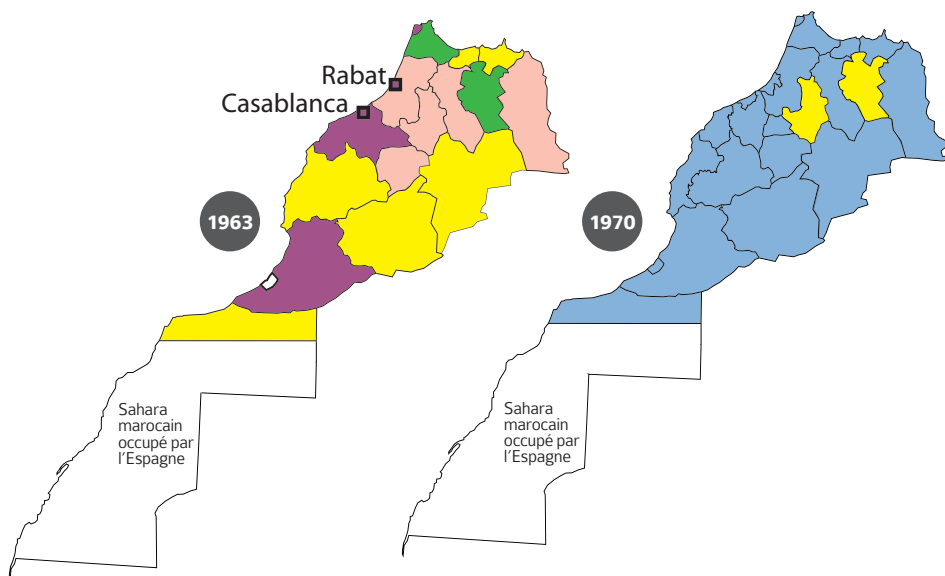 Rabat
Casablanca
1963
1970
Sahara
marocain
occupé par
l'Espagne
Sahara
marocain
occupé par
l'Espagne